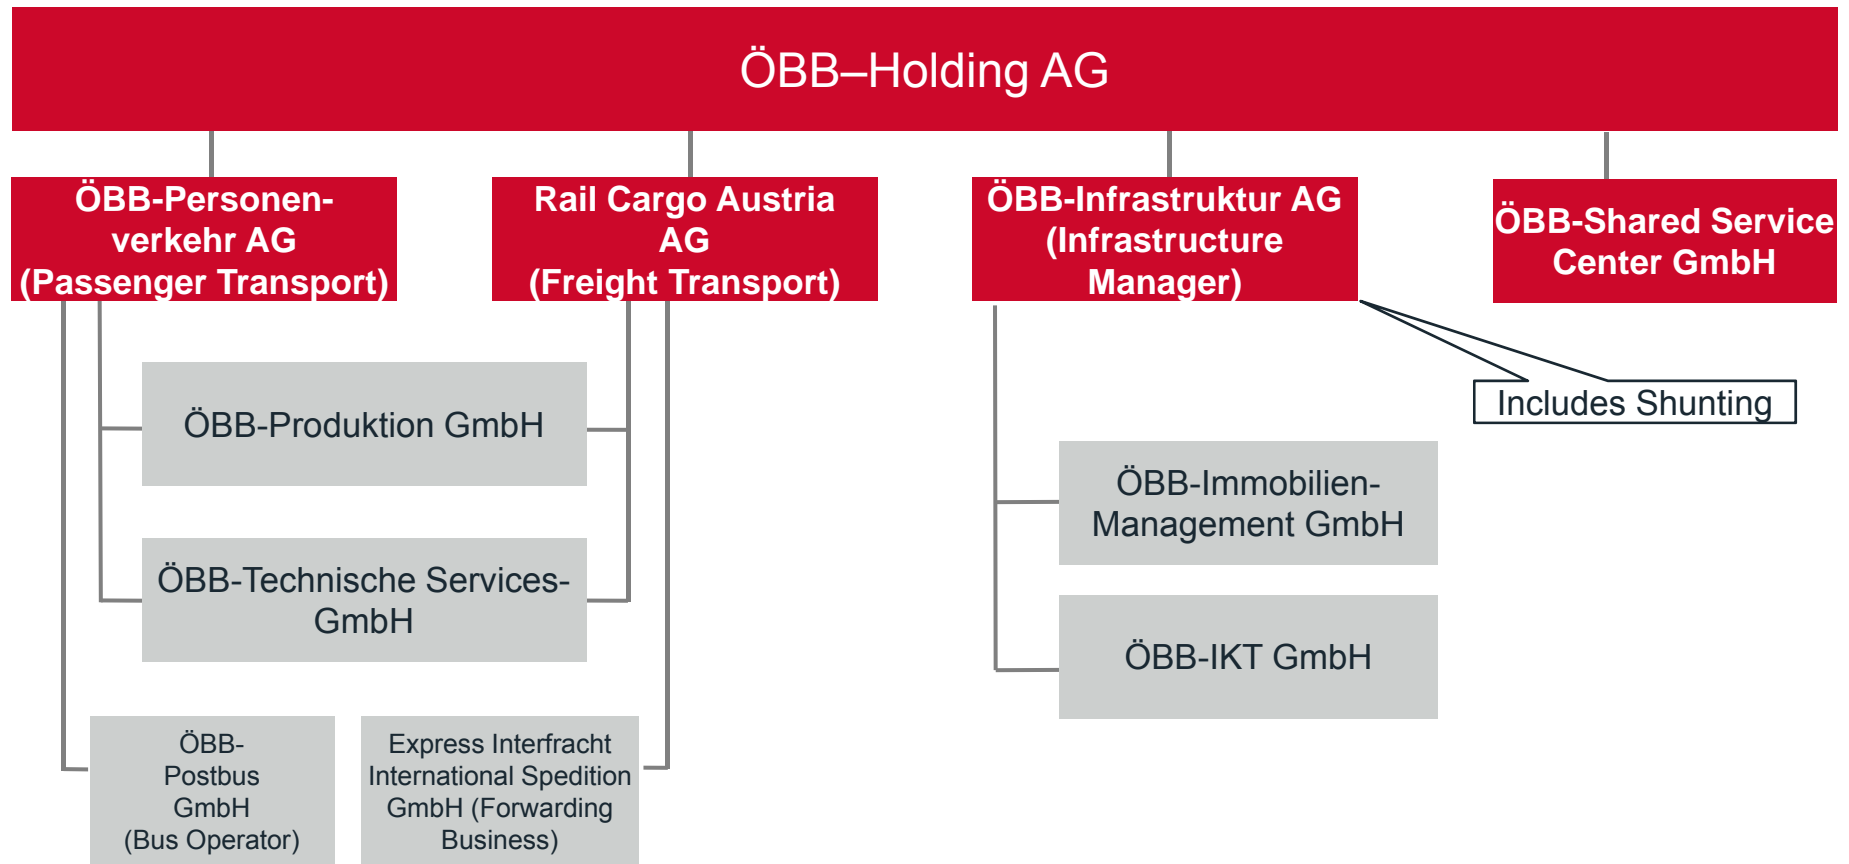 ÖBB–Holding AG
ÖBB-Personen-
verkehr AG
(Passenger Transport)
Rail Cargo Austria
AG
(Freight Transport)
ÖBB-Infrastruktur AG
(Infrastructure
Manager)
ÖBB-Shared Service
Center GmbH
Includes Shunting
ÖBB-Produktion GmbH
ÖBB-Technische Services-
GmbH
ÖBB-Immobilien-
Management GmbH
ÖBB-IKT GmbH
ÖBB-
Postbus
GmbH
(Bus Operator)
Express Interfracht
International Spedition
GmbH (Forwarding
Business)